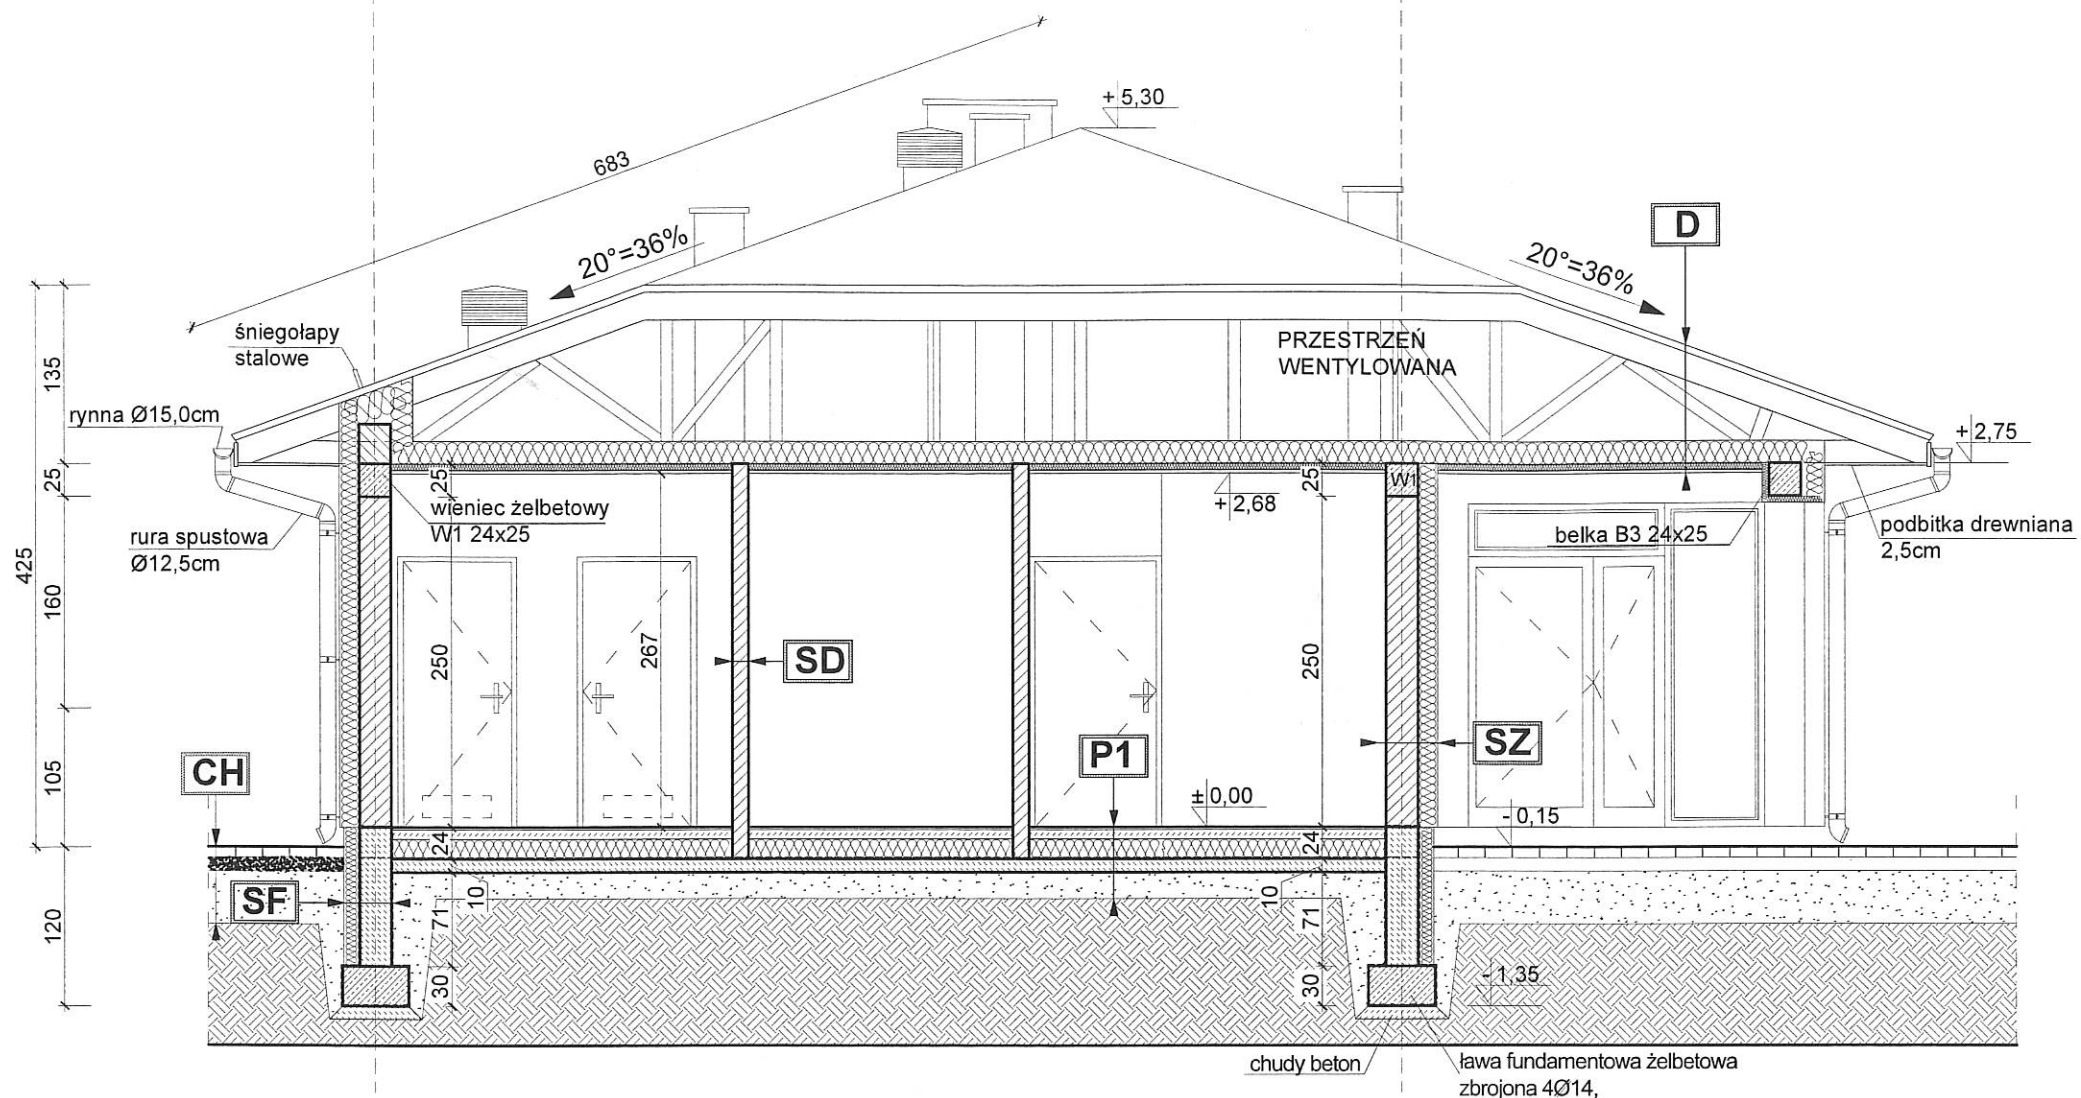 + 5,30
683
20°=36%
D
20°=36%
śniegołapy
stalowe
PRZESTRZEŃ
WENTYLOWANA
135
rynna Ø15,0cm
+ 2,75
25
25
25
W1
+ 2,68
wieniec żelbetowy
W1 24x25
rura spustowa
Ø12,5cm
belka B3 24x25
podbitka drewniana
2,5cm
425
160
250
267
SD
250
P1
SZ
CH
105
± 0,00
- 0,15
24
24
SF
10
10
120
71
71
30
30
- 1,35
chudy beton
ława fundamentowa żelbetowa
zbrojona 4Ø14,